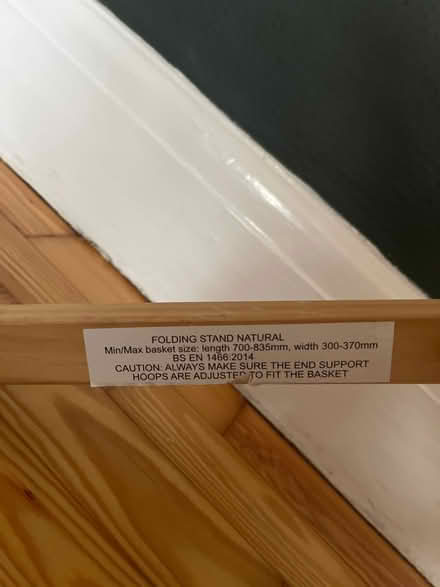 FOLDING STAND NATURAL
Min/Max basket size: length 700-835mm, width 300-370mm
BS EN 1466:2014
CAUTION: ALWAYS MAKE SURE THE END SUPPORT
HOOPS ARE ADJUSTED TO FIT THE BASKET